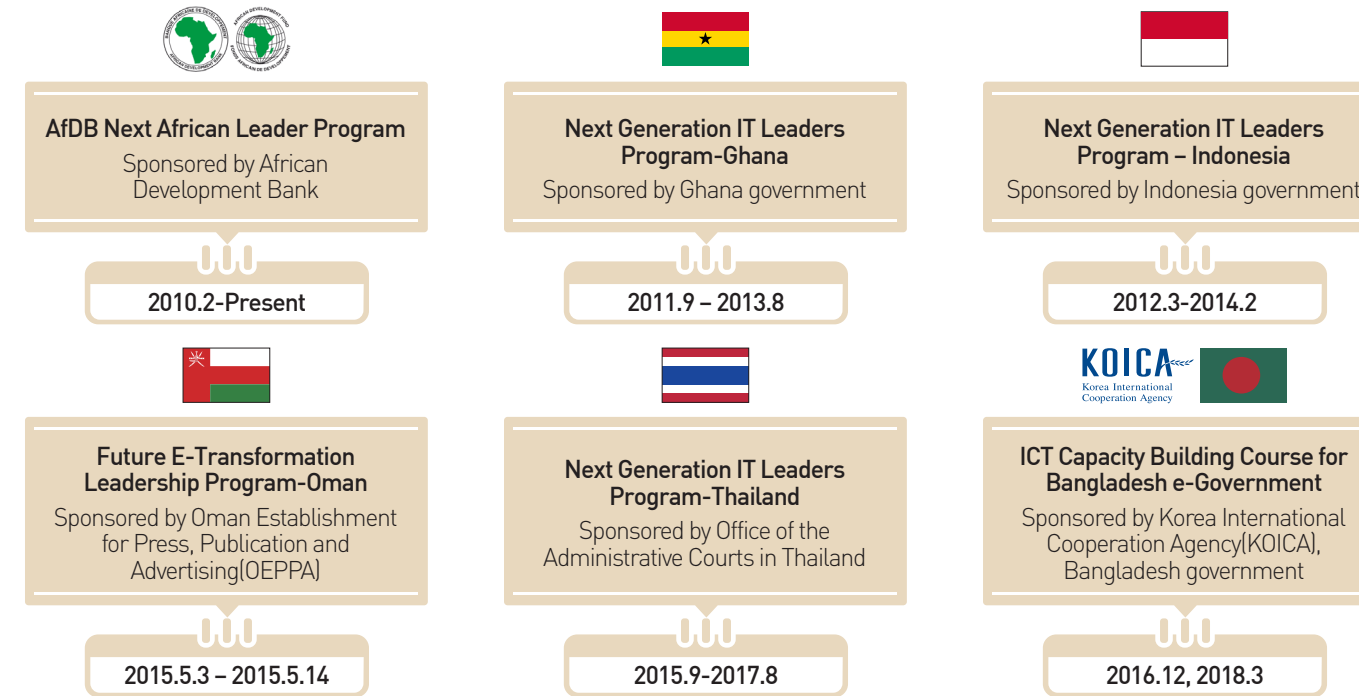 AfDB Next African Leader Program
Sponsored by African
Development Bank
2010.2-Present
Next Generation IT Leaders
Program-Ghana
Sponsored by Ghana government
2011.9 – 2013.8
Next Generation IT Leaders
Program – Indonesia
Sponsored by Indonesia government
2012.3-2014.2
Future E-Transformation
Leadership Program-Oman
Sponsored by Oman Establishment
for Press, Publication and
Advertising(OEPPA)
2015.5.3 – 2015.5.14
Next Generation IT Leaders
Program-Thailand
Sponsored by Office of the
Administrative Courts in Thailand
2015.9-2017.8
KOICA
Korea International
Cooperation Agency
ICT Capacity Building Course for
Bangladesh e-Government
Sponsored by Korea International
Cooperation Agency(KOICA),
Bangladesh government
2016.12, 2018.3